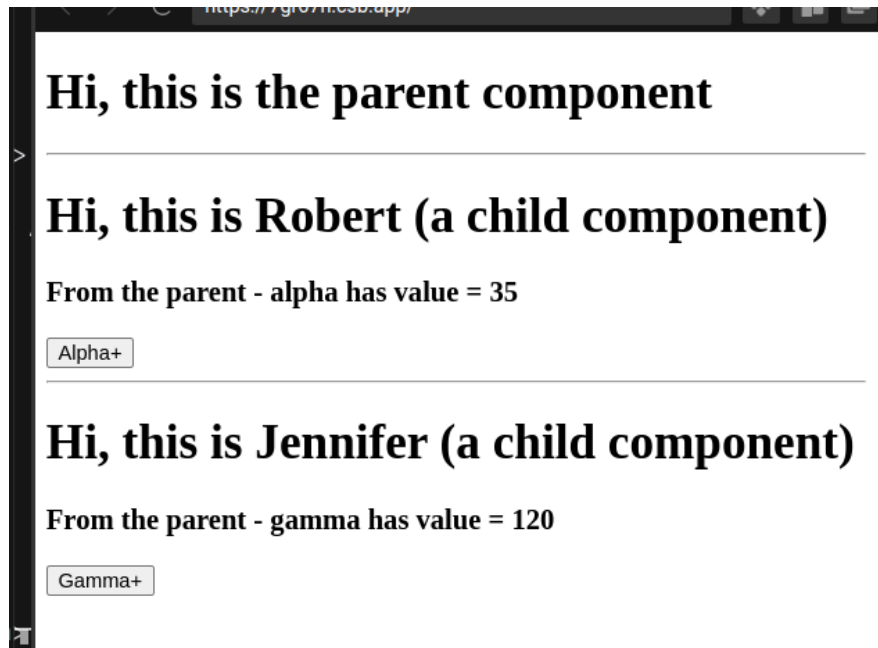 Hi, this is the parent component
Hi, this is Robert (a child component)
From the parent - alpha has value = 35
Alpha+
Hi, this is Jennifer (a child component)
From the parent - gamma has value = 120
Gamma+